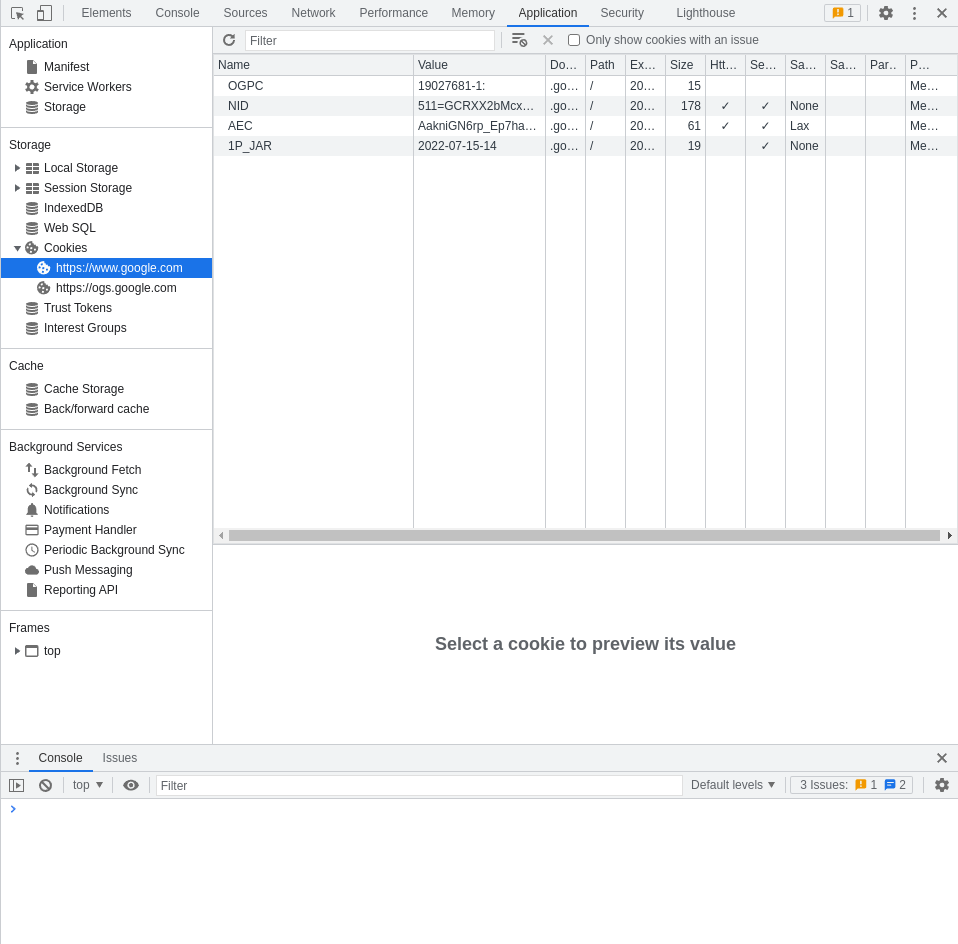 Elements Console Sources Network Performance Memory Application Security Lighthouse 1
Application
Manifest
Service Workers
Storage
Storage
Local Storage
Session Storage
IndexedDB
Web SQL
Cookies
https://www.google.com
https://ogs.google.com
Trust Tokens
Interest Groups
Cache
Cache Storage
Back/forward cache
Background Services
Background Fetch
Background Sync
Notifications
Payment Handler
Periodic Background Sync
Push Messaging
Reporting API
Frames
top
Filter Only show cookies with an issue
Name Value Do… Path Ex… Size Htt… Se… Sa… Sa… Par… P…
OGPC 19027681-1: .go… / 20… 15 Me…
NID 511=GCRXX2bMcx… .go… / 20… 178 ✓ ✓ None Me…
AEC AakniGN6rp_Ep7ha… .go… / 20… 61 ✓ ✓ Lax Me…
1P_JAR 2022-07-15-14 .go… / 20… 19 ✓ None Me…
Select a cookie to preview its value
Console Issues
top Filter Default levels 3 Issues: 1 2